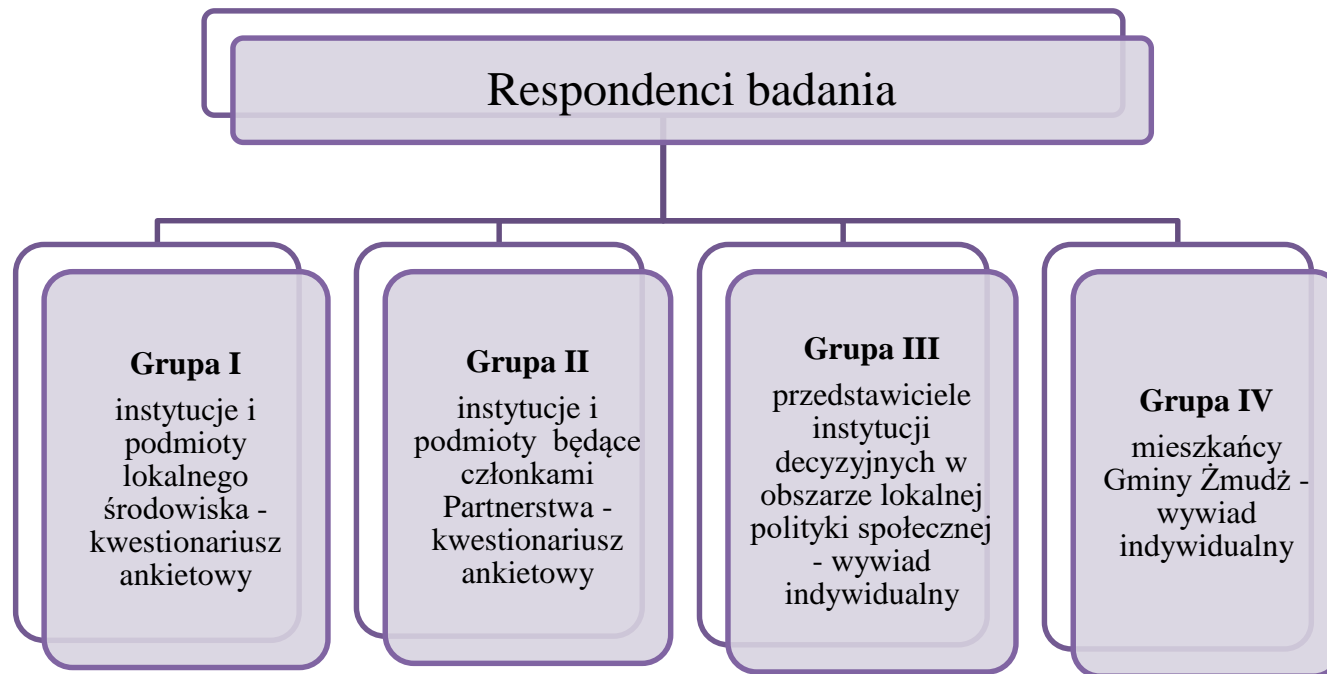 Respondenci badania
Grupa I
instytucje i
podmioty
lokalnego
środowiska -
kwestionariusz
ankietowy
Grupa II
instytucje i
podmioty będące
członkami
Partnerstwa -
kwestionariusz
ankietowy
Grupa III
przedstawiciele
instytucji
decyzyjnych w
obszarze lokalnej
polityki społecznej
- wywiad
indywidualny
Grupa IV
mieszkańcy
Gminy Żmudż -
wywiad
indywidualny